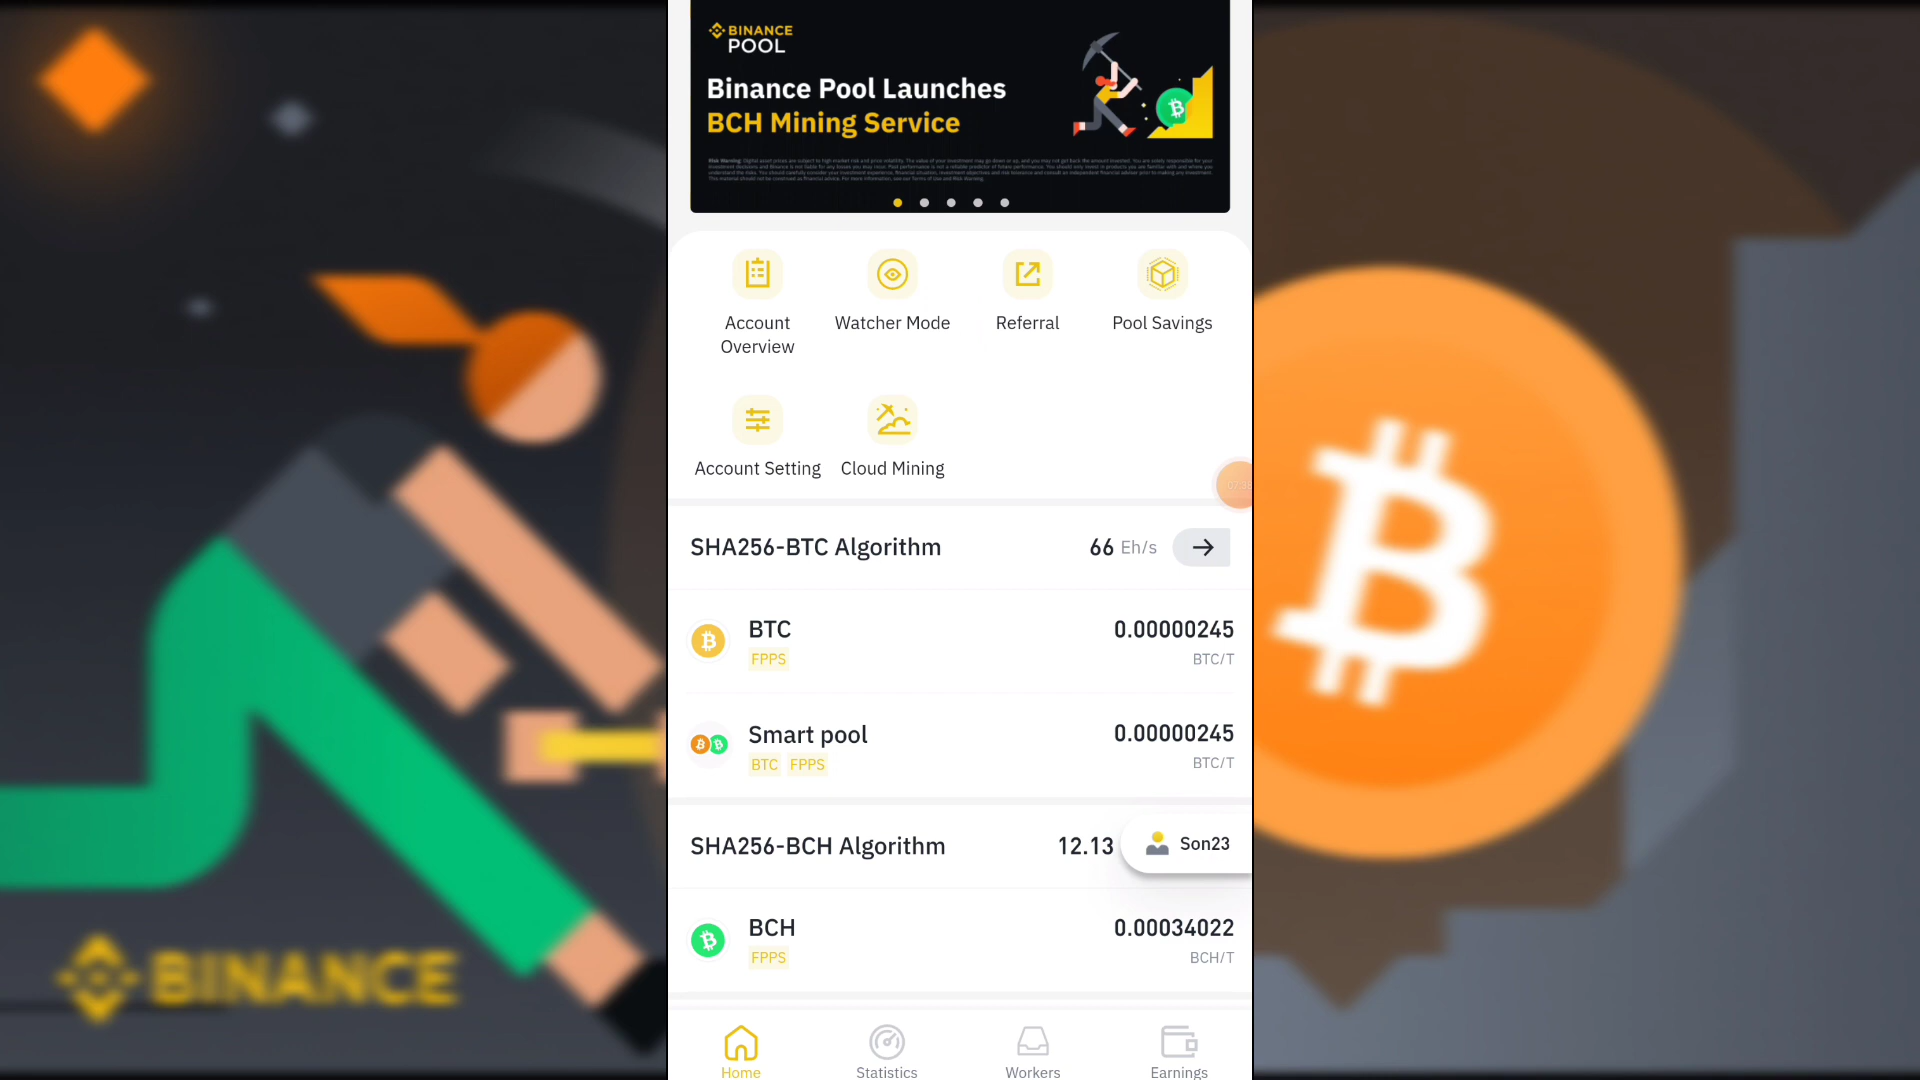 BINANCE
POOL
Binance Pool Launches
BCH Mining Service
Account
Overview
Watcher Mode
Referral
Pool Savings
Account Setting
Cloud Mining
SHA256-BTC Algorithm
66 Eh/s
BTC
FPPS
0.00000245
BTC/T
Smart pool
BTC FPPS
0.00000245
BTC/T
SHA256-BCH Algorithm
12.13
Son23
BCH
FPPS
0.00034022
BCH/T
Home
Statistics
Workers
Earnings
BINANCE